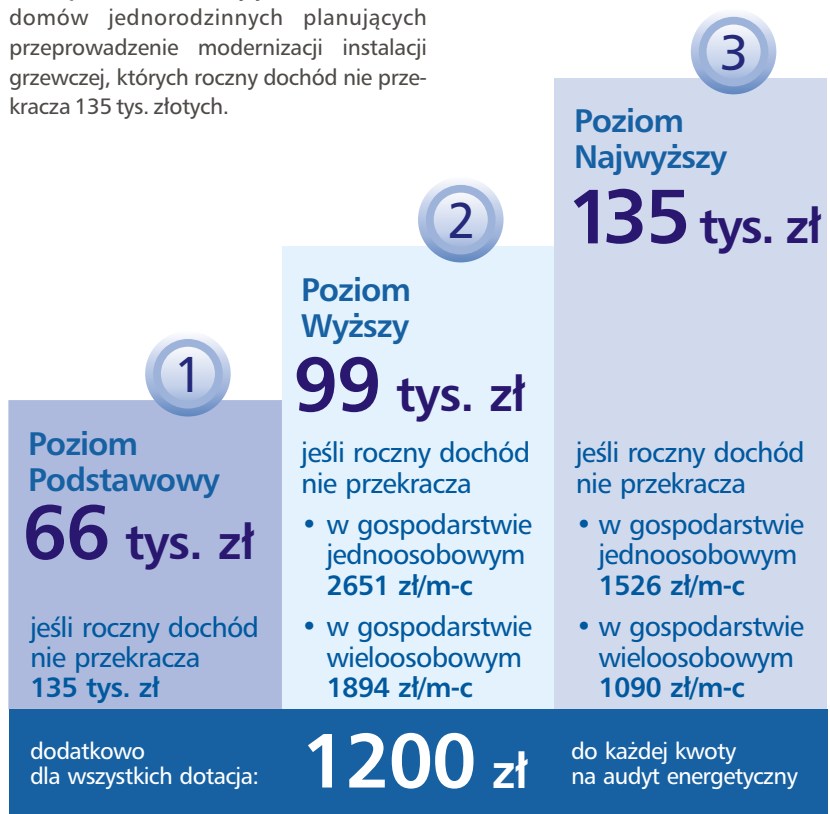 domów jednorodzinnych planujących
przeprowadzenie modernizacji instalacji
grzewczej, których roczny dochód nie prze-
kracza 135 tys. złotych.
1
Poziom
Podstawowy
66 tys. zł
jeśli roczny dochód
nie przekracza
135 tys. zł
2
Poziom
Wyższy
99 tys. zł
jeśli roczny dochód
nie przekracza
• w gospodarstwie
jednoosobowym
2651 zł/m-c
• w gospodarstwie
wieloosobowym
1894 zł/m-c
3
Poziom
Najwyższy
135 tys. zł
jeśli roczny dochód
nie przekracza
• w gospodarstwie
jednoosobowym
1526 zł/m-c
• w gospodarstwie
wieloosobowym
1090 zł/m-c
dodatkowo
dla wszystkich dotacja:
1200 zł
do każdej kwoty
na audyt energetyczny